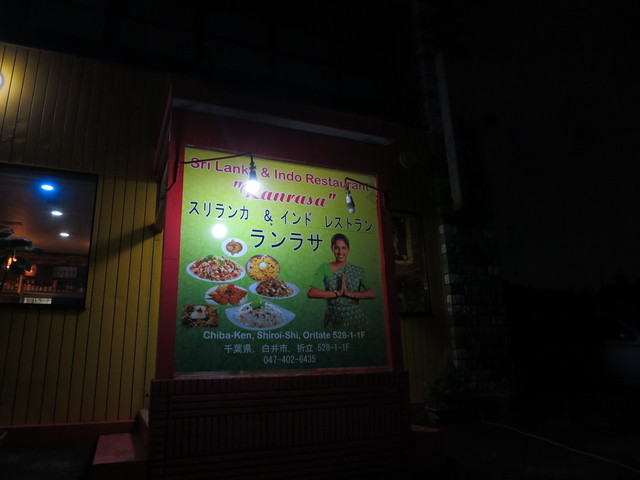 Sri Lanka & Indo Restaurant
"Ranrasa"
スリランカ & インド レストラン
ランラサ
Chiba-Ken, Shiroi-Shi, Oritate 528-1-1F
千葉県、白井市、折立 528-1-1F
047-402-6435